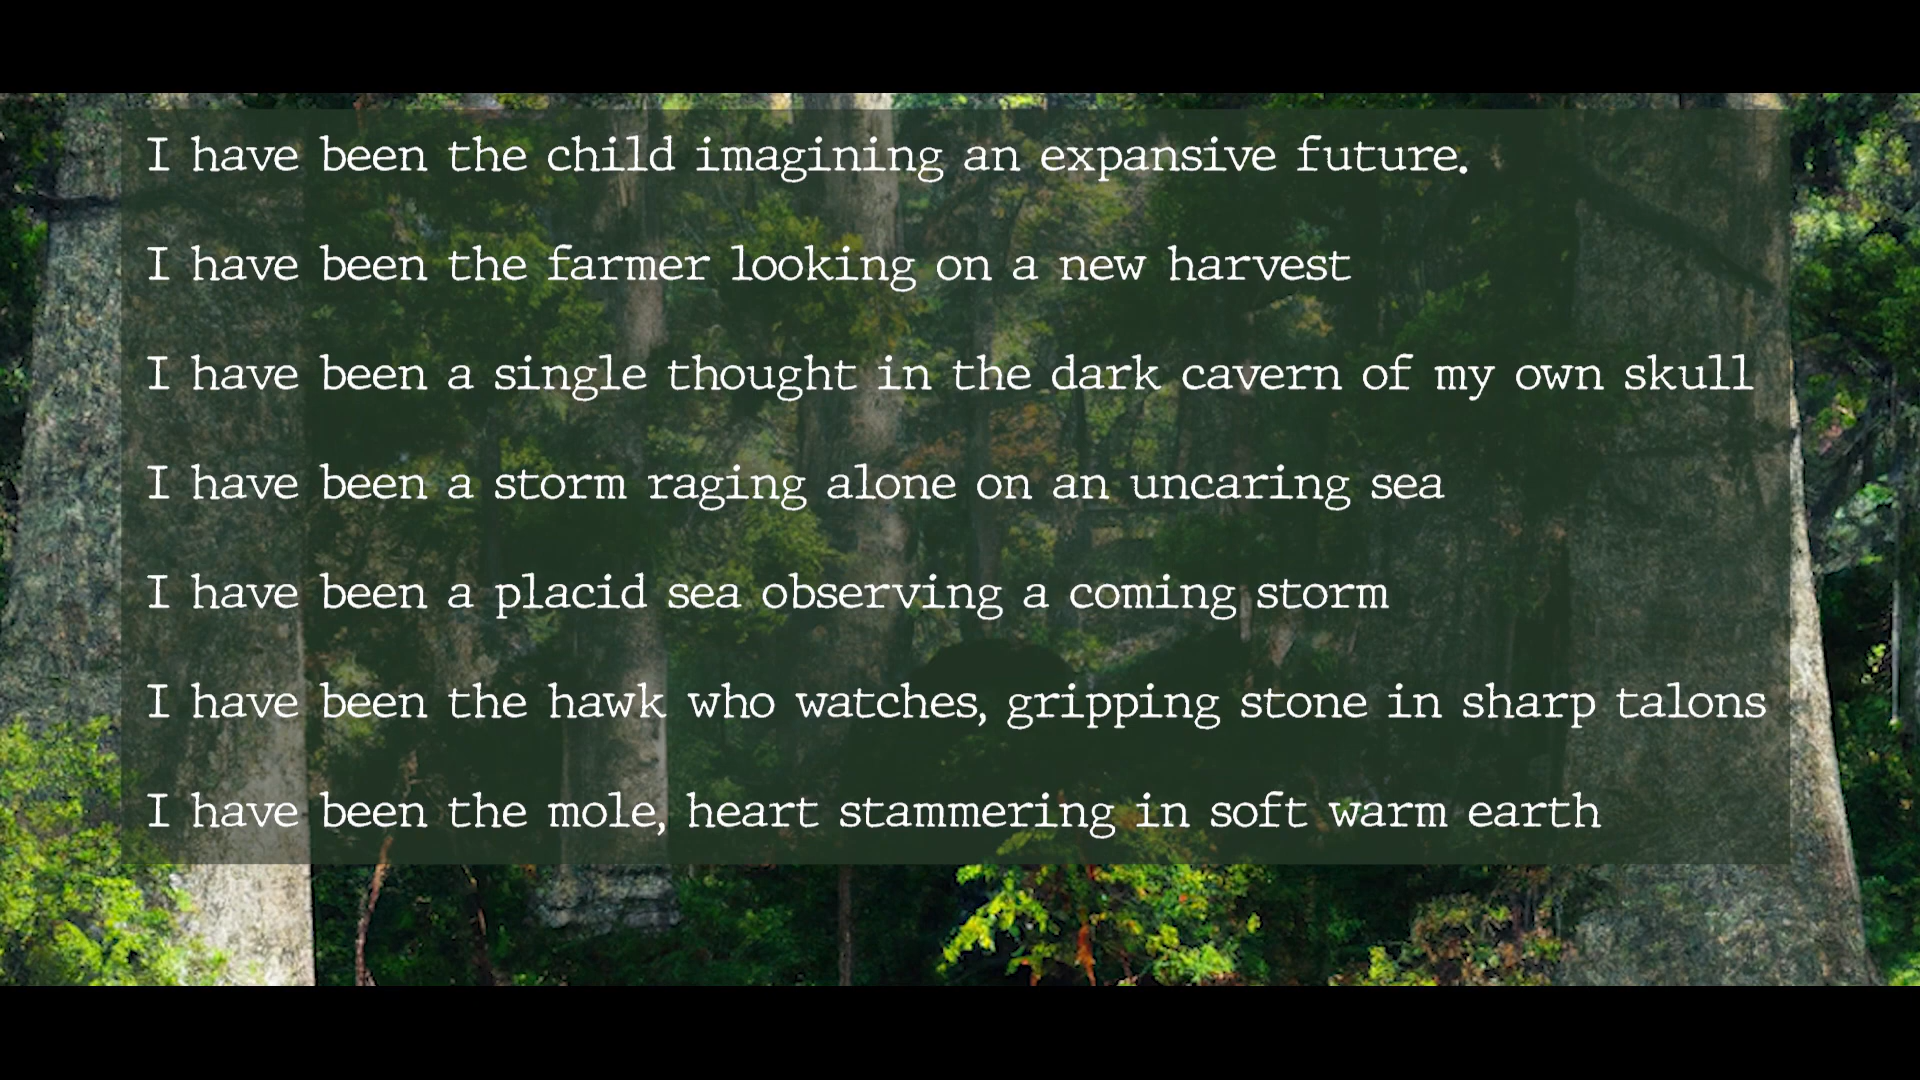 I have been the child imagining an expansive future.
I have been the farmer looking on a new harvest
I have been a single thought in the dark cavern of my own skull
I have been a storm raging alone on an uncaring sea
I have been a placid sea observing a coming storm
I have been the hawk who watches, gripping stone in sharp talons
I have been the mole, heart stammering in soft warm earth